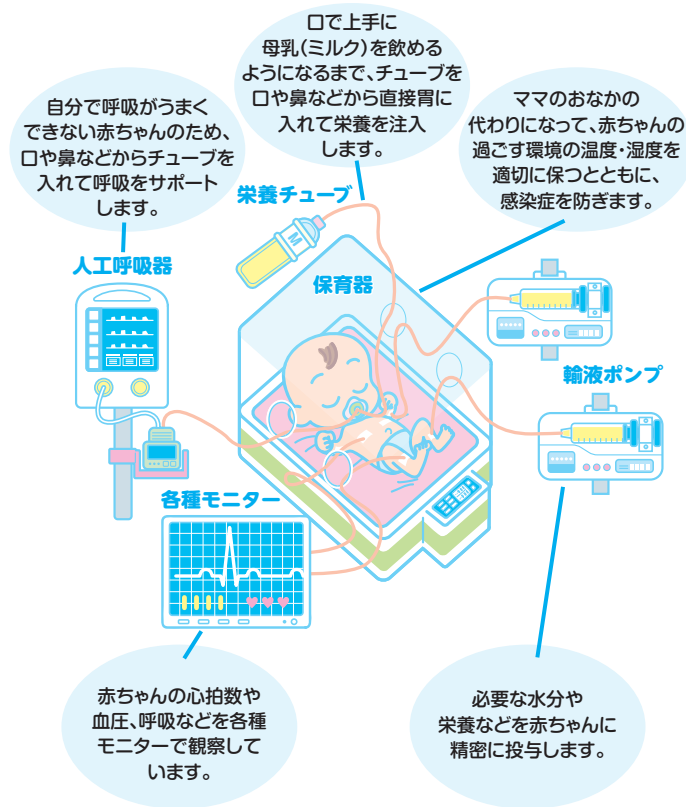 口で上手に
母乳(ミルク)を飲める
ようになるまで、チューブを
口や鼻などから直接胃に
入れて栄養を注入
します。
自分で呼吸がうまく
できない赤ちゃんのため、
口や鼻などからチューブを
入れて呼吸をサポート
します。
ママのおなかの
代わりになって、赤ちゃんの
過ごす環境の温度・湿度を
適切に保つとともに、
感染症を防ぎます。
栄養チューブ
M
人工呼吸器
保育器
輸液ポンプ
各種モニター
赤ちゃんの心拍数や
血圧、呼吸などを各種
モニターで観察して
います。
必要な水分や
栄養などを赤ちゃんに
精密に投与します。